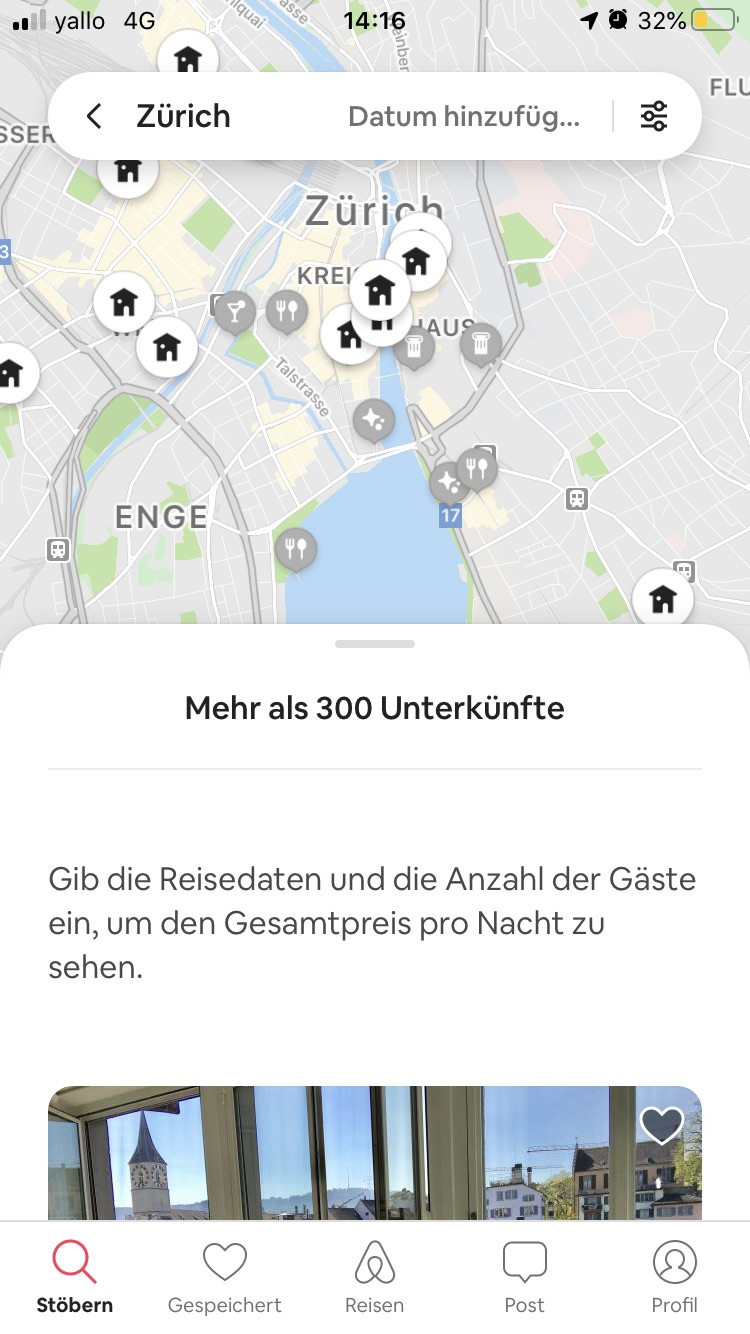 yallo 4G 14:16 32%
Zürich Datum hinzufüg...
Zürich
Talstrasse
17
ENGE
Mehr als 300 Unterkünfte
Gib die Reisedaten und die Anzahl der Gäste
ein, um den Gesamtpreis pro Nacht zu
sehen.
Stöbern Gespeichert Reisen Post Profil